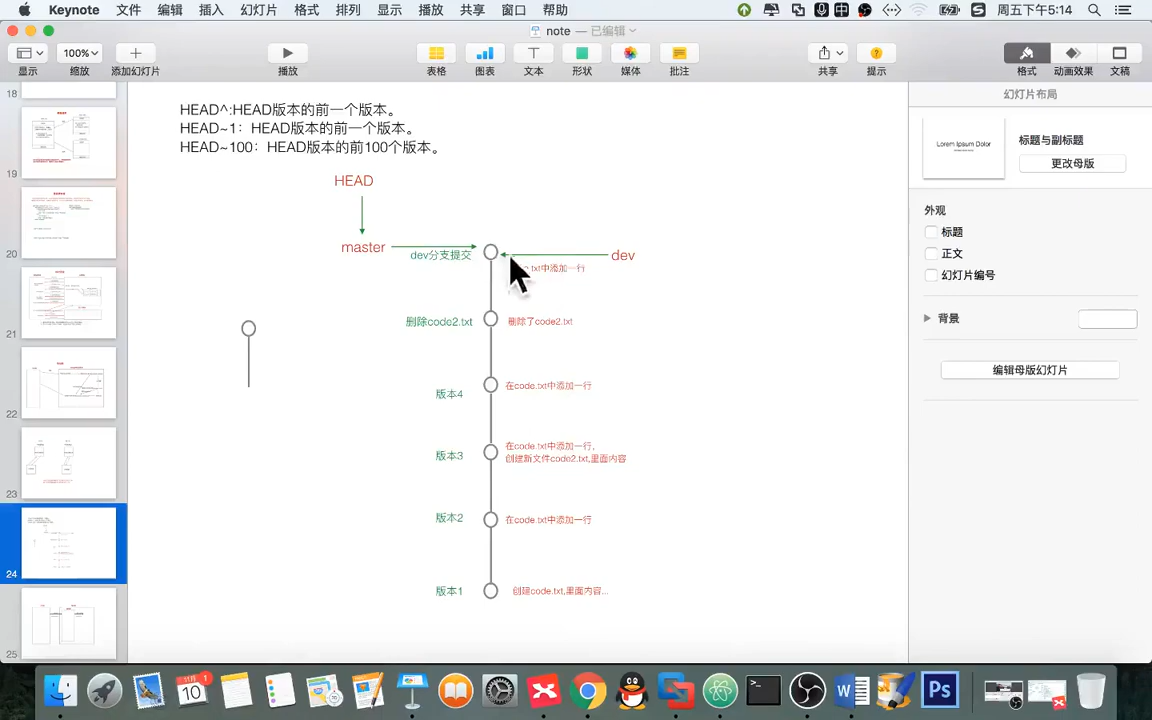 Keynote 文件 编辑 插入 幻灯片 格式 排列 显示 播放 共享 窗口 帮助 周五下午5:14
note — 已编辑
100%
显示 缩放 添加幻灯片 播放 表格 图表 文本 形状 媒体 批注 共享 提示 格式 动画效果 文稿
18
19
20
21
22
23
24
25
HEAD^:HEAD版本的前一个版本。
HEAD~1：HEAD版本的前一个版本。
HEAD~100：HEAD版本的前100个版本。
HEAD
master
dev分支提交
dev
.txt中添加一行
删除code2.txt
删除了code2.txt
版本4
在code.txt中添加一行
版本3
在code.txt中添加一行,
创建新文件code2.txt,里面内容
版本2
在code.txt中添加一行
版本1
创建code.txt,里面内容...
幻灯片布局
Lorem Ipsum Dolor
标题与副标题
更改母版
外观
标题
正文
幻灯片编号
背景
编辑母版幻灯片
10
W
Ps